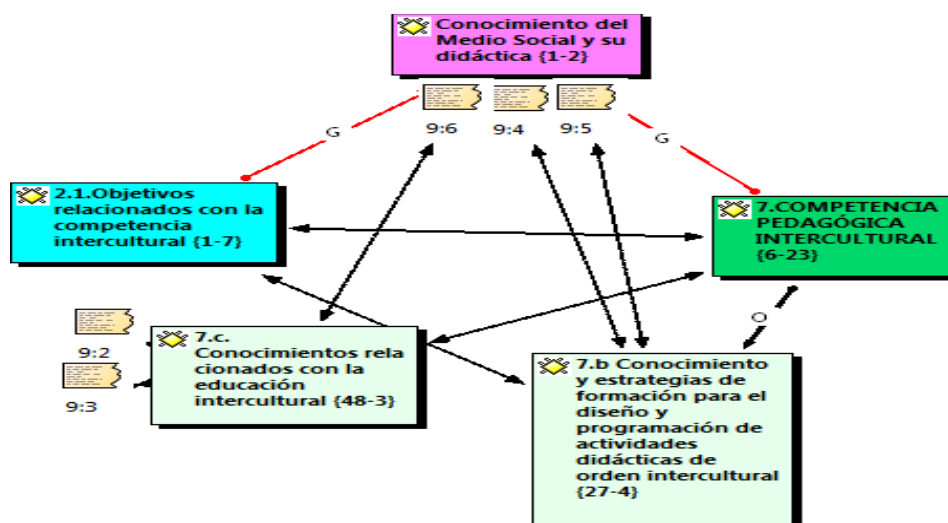 Conocimiento del
Medio Social y su
didáctica {1-2}
9:6
9:4
9:5
G
G
2.1.Objetivos
relacionados con la
competencia
intercultural {1-7}
7.COMPETENCIA
PEDAGÓGICA
INTERCULTURAL
{6-23}
O
9:2
9:3
7.c.
Conocimientos rela
cionados con la
educación
intercultural {48-3}
7.b Conocimiento
y estrategias de
formación para el
diseño y
programación de
actividades
didácticas de
orden intercultural
{27-4}